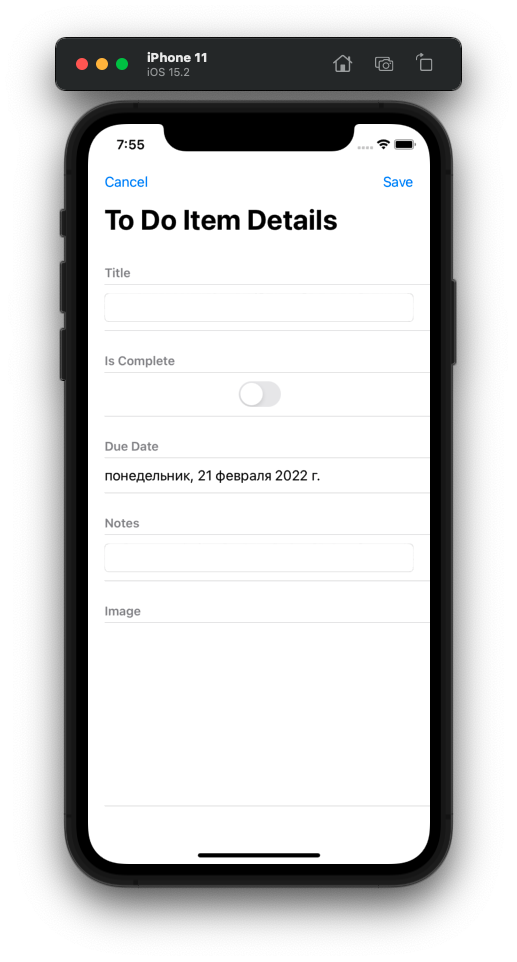 iPhone 11
iOS 15.2
7:55
Cancel
Save
To Do Item Details
Title
Is Complete
Due Date
понедельник, 21 февраля 2022 г.
Notes
Image